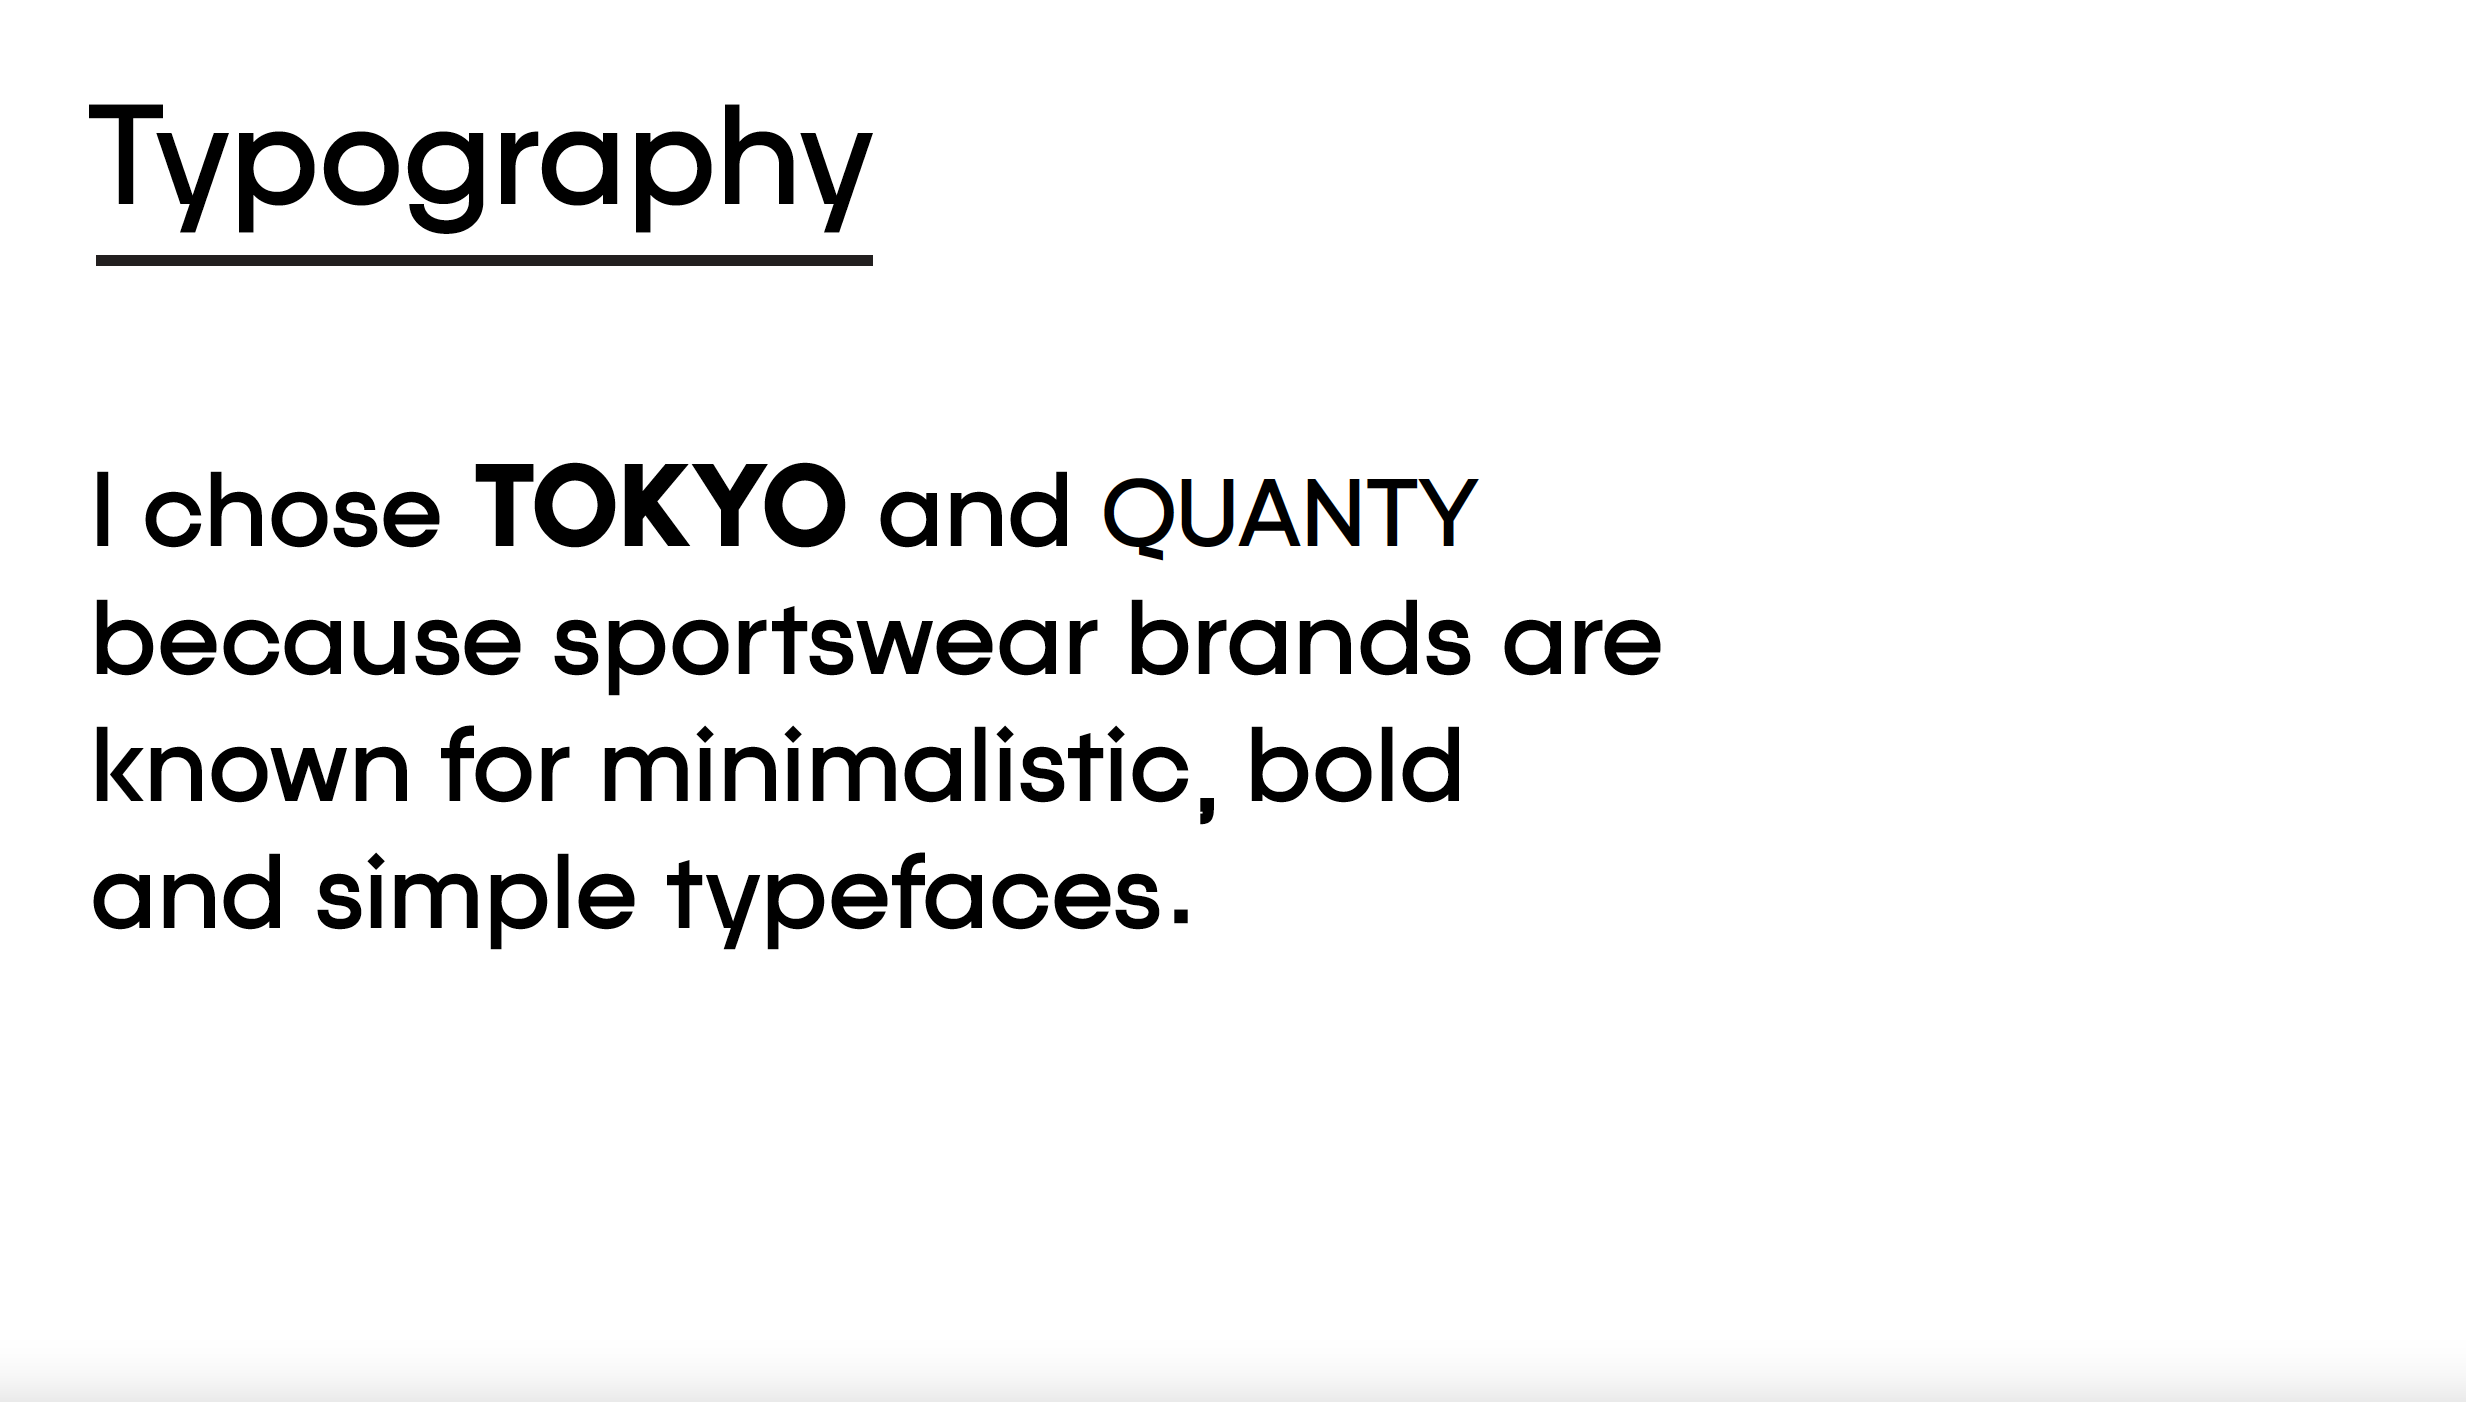 Typography
I chose TOKYO and QUANTY
because sportswear brands are
known for minimalistic, bold
and simple typefaces.